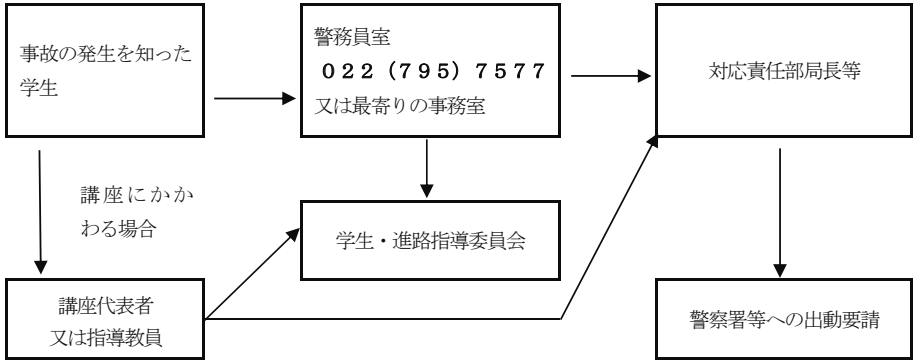 事故の発生を知った
学生
警務員室
０２２（７９５）７５７７
又は最寄りの事務室
対応責任部局長等
講座にかか
わる場合
学生・進路指導委員会
講座代表者
又は指導教員
警察署等への出動要請